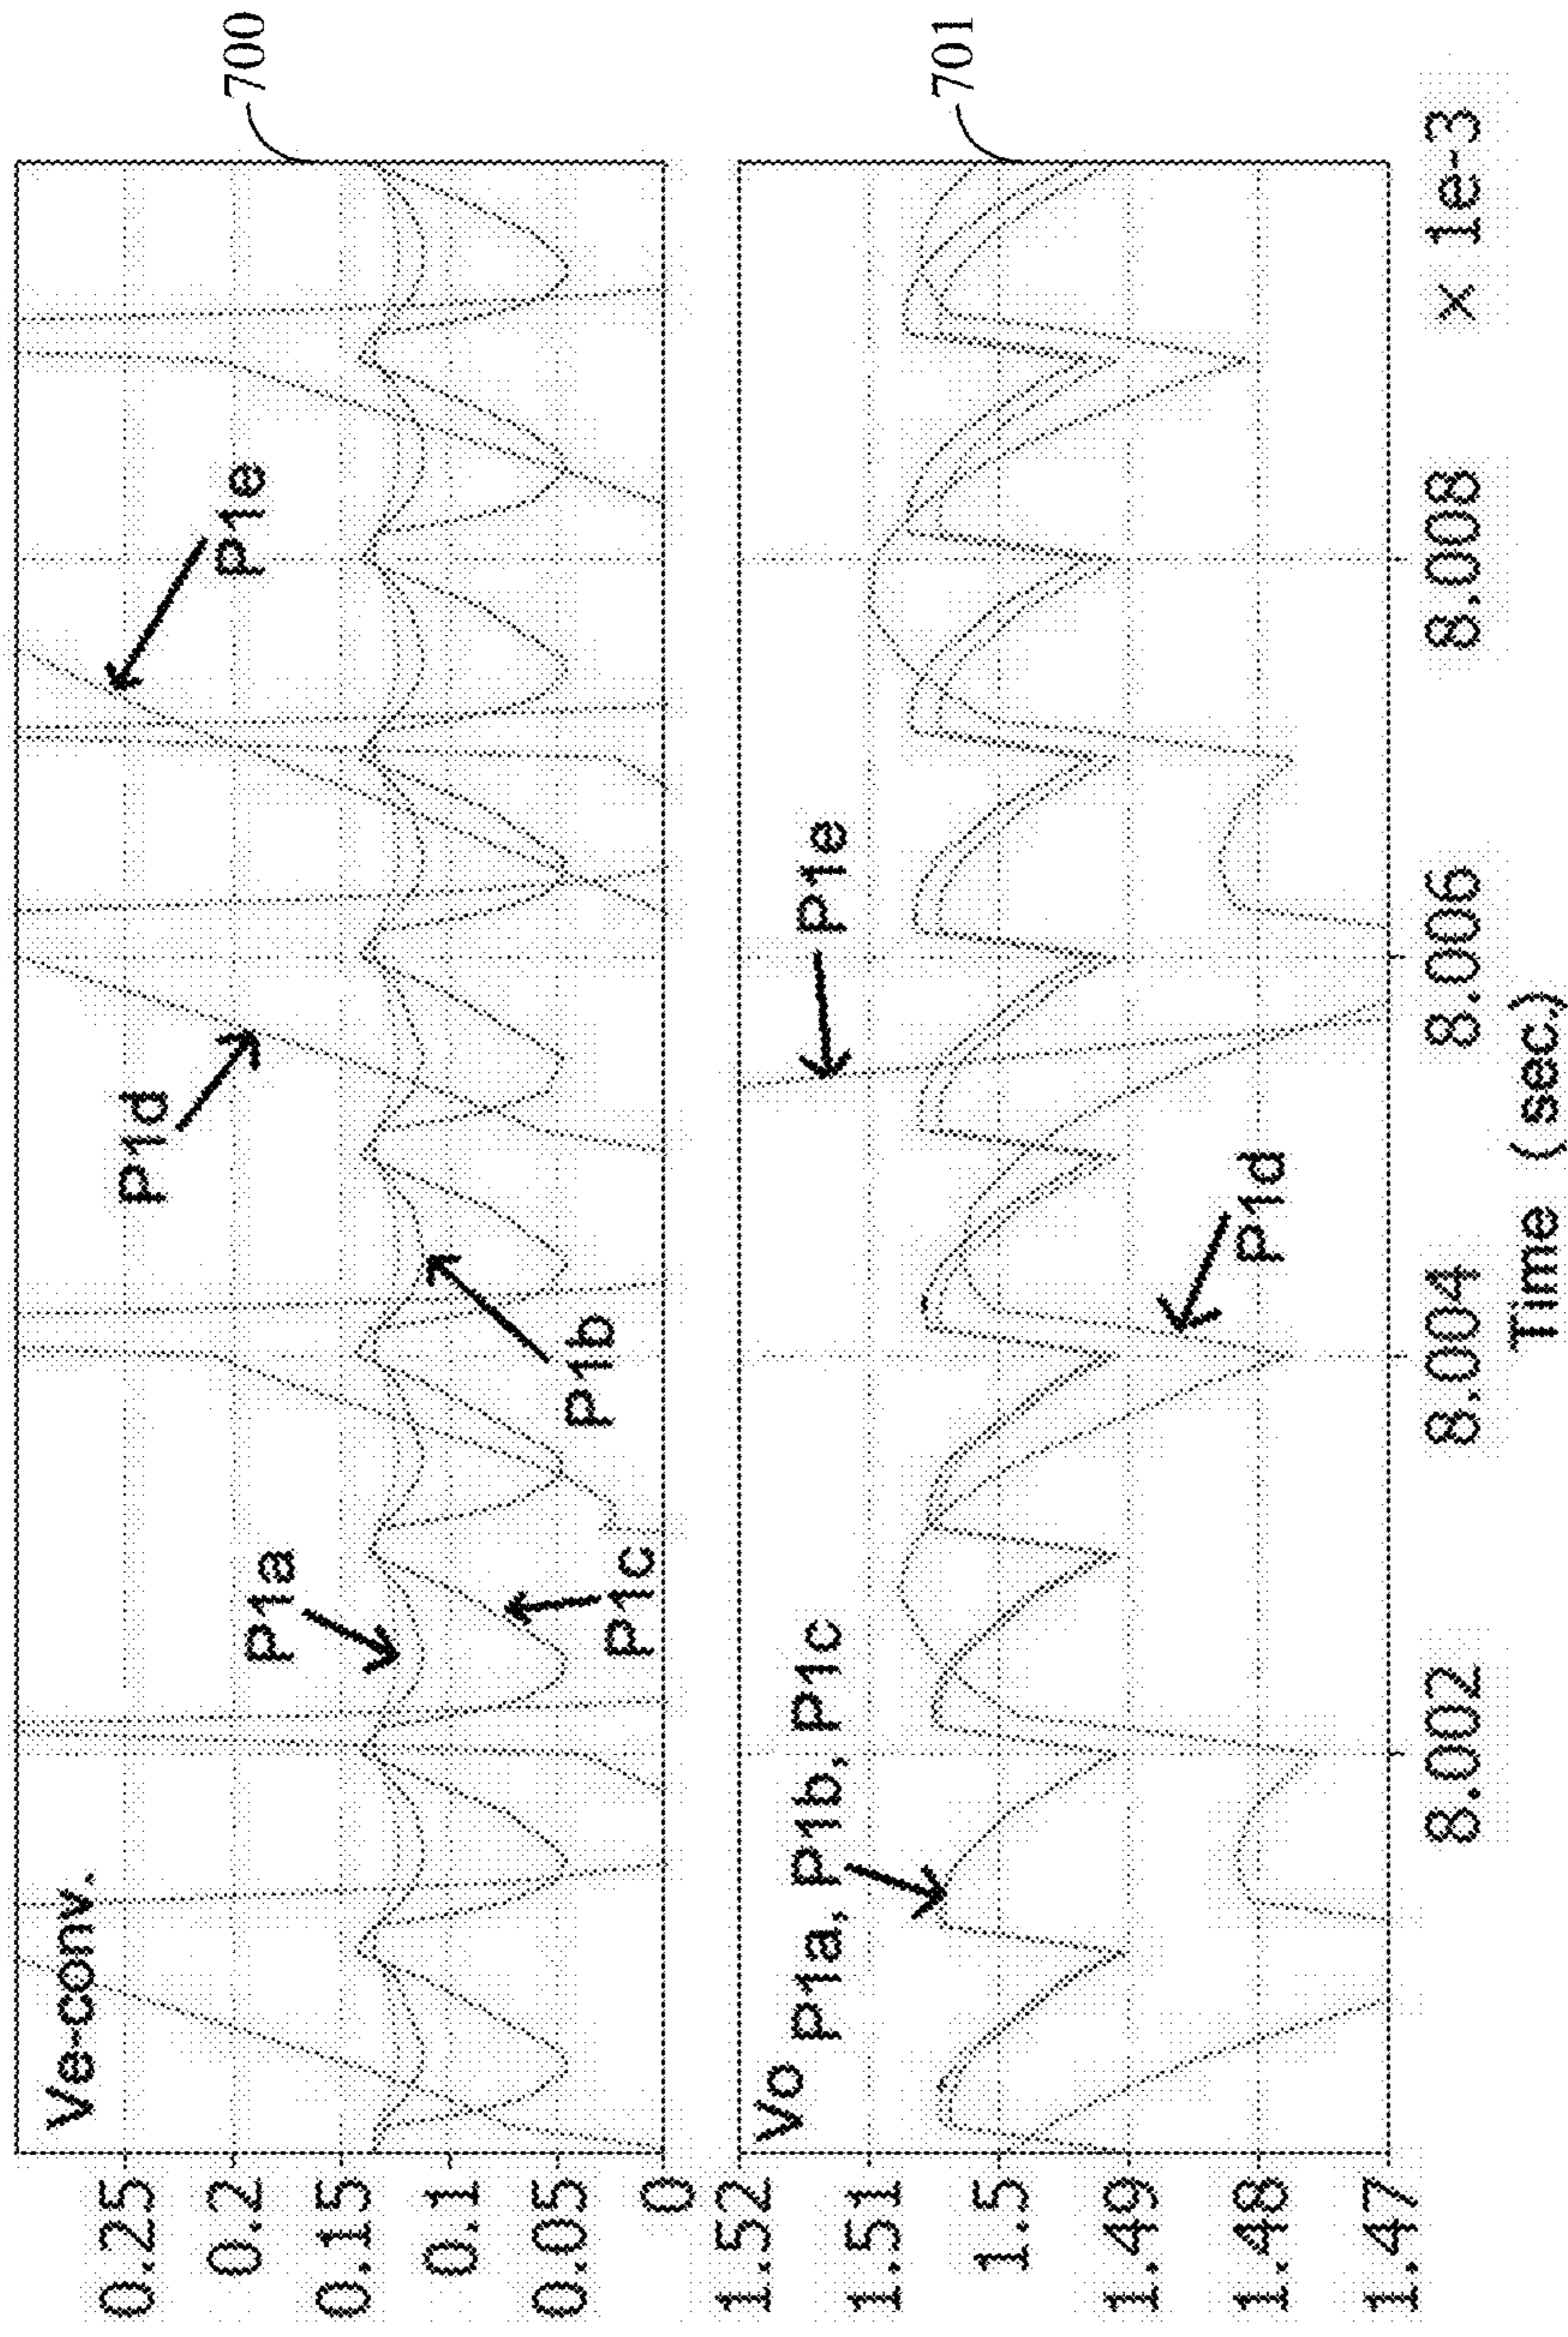 Ve-conv.
700
0.25
0.2
0.15
0.1
0.05
0
P1a
P1b
P1c
P1d
P1e
Vo
701
P1a, P1b, P1c
P1e
P1d
1.52
1.51
1.5
1.49
1.48
1.47
8.002
8.004
8.006
8.008
× 1e-3
Time (sec.)